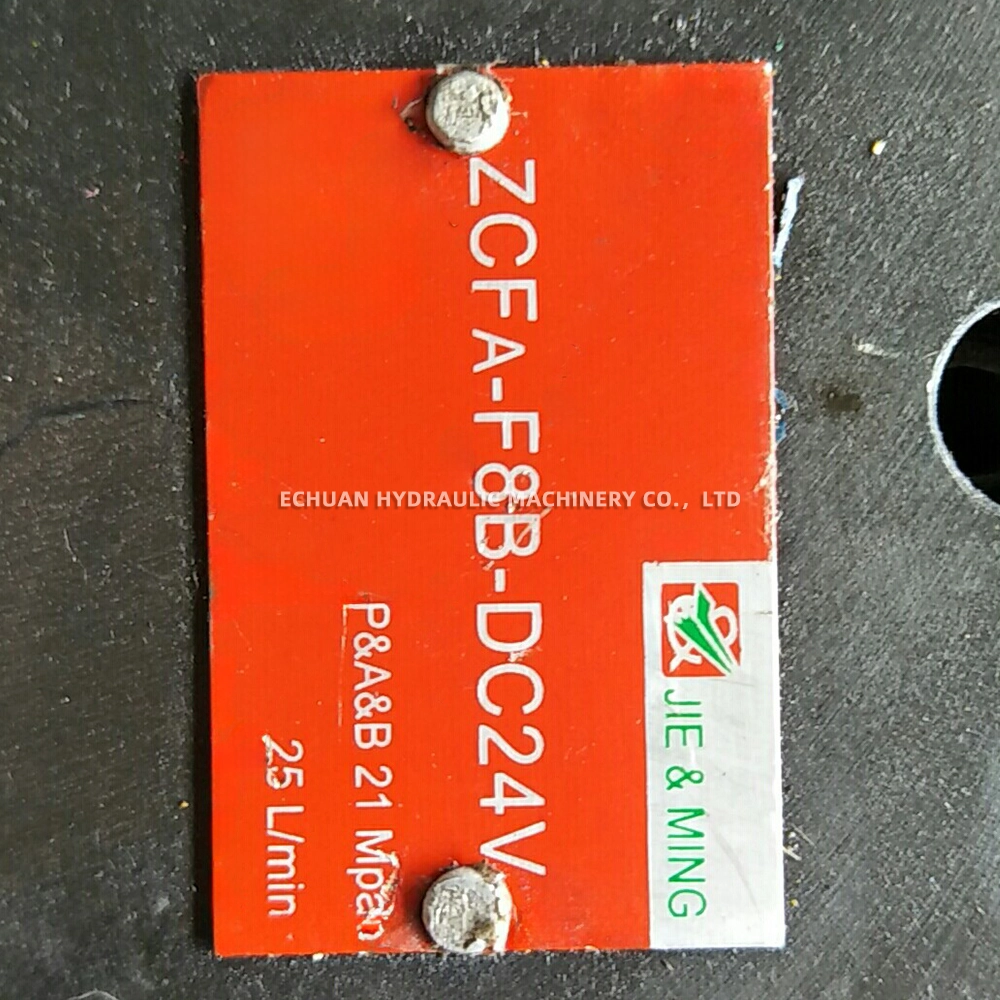 JIE & MING
ZCFA-F8B-DC24V
P&A&B 21 Mpa
25 L/min
ECHUAN HYDRAULIC MACHINERY CO., LTD